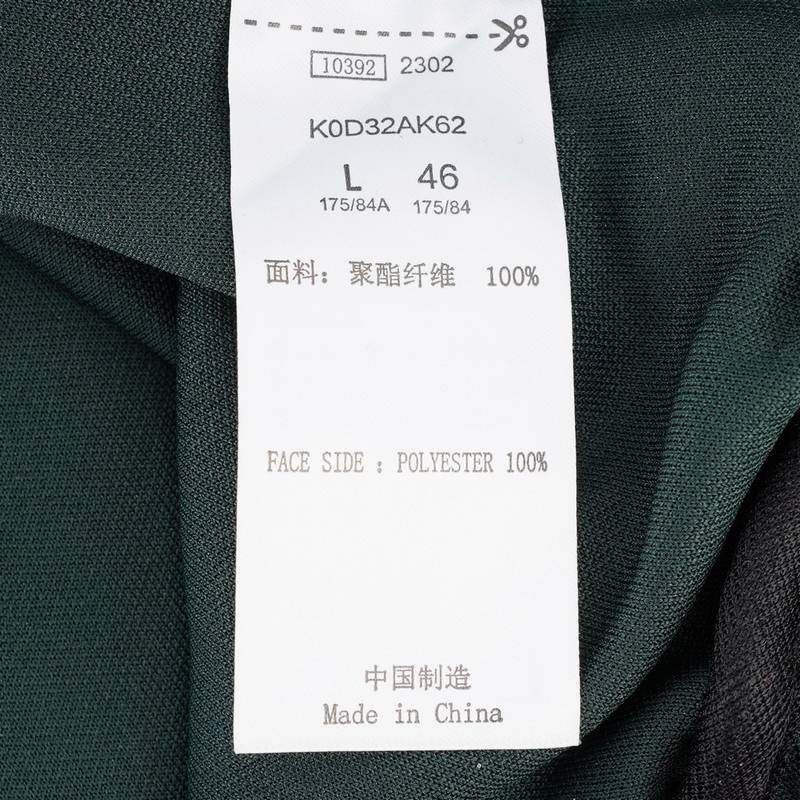 10392 2302
K0D32AK62
L 46
175/84A 175/84
面料：聚酯纤维 100%
FACE SIDE : POLYESTER 100%
中国制造
Made in China